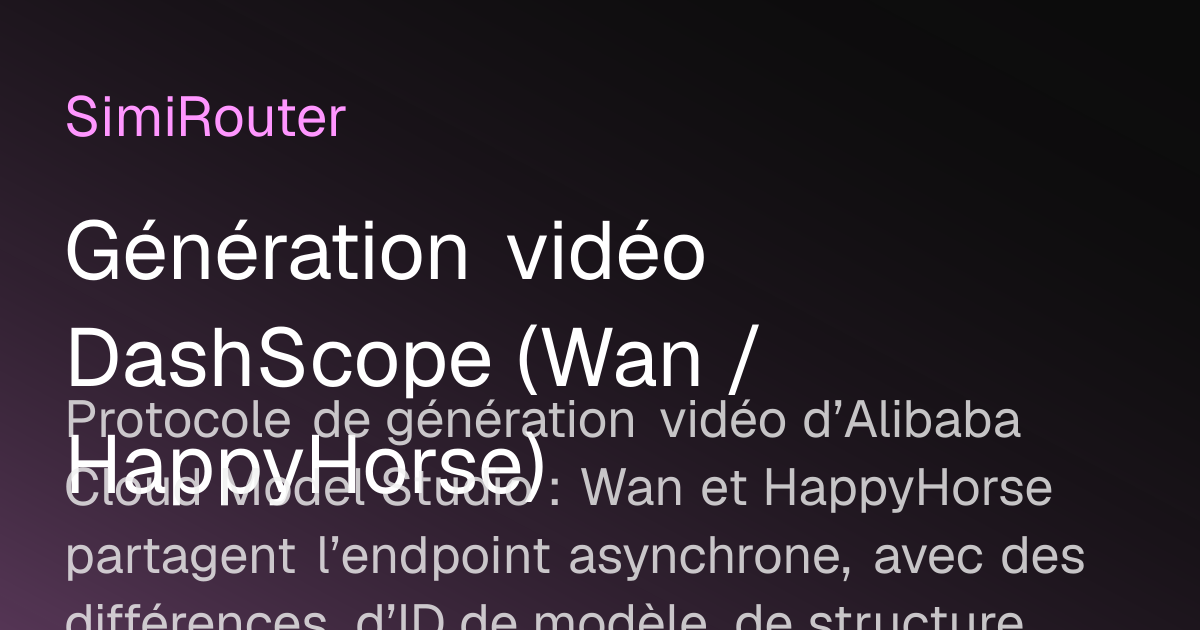 SimiRouter
Génération vidéo
DashScope (Wan /
HappyHorse)
Protocole de génération vidéo d’Alibaba
Cloud Model Studio : Wan et HappyHorse
partagent l’endpoint asynchrone, avec des
différences d’ID de modèle, de structure